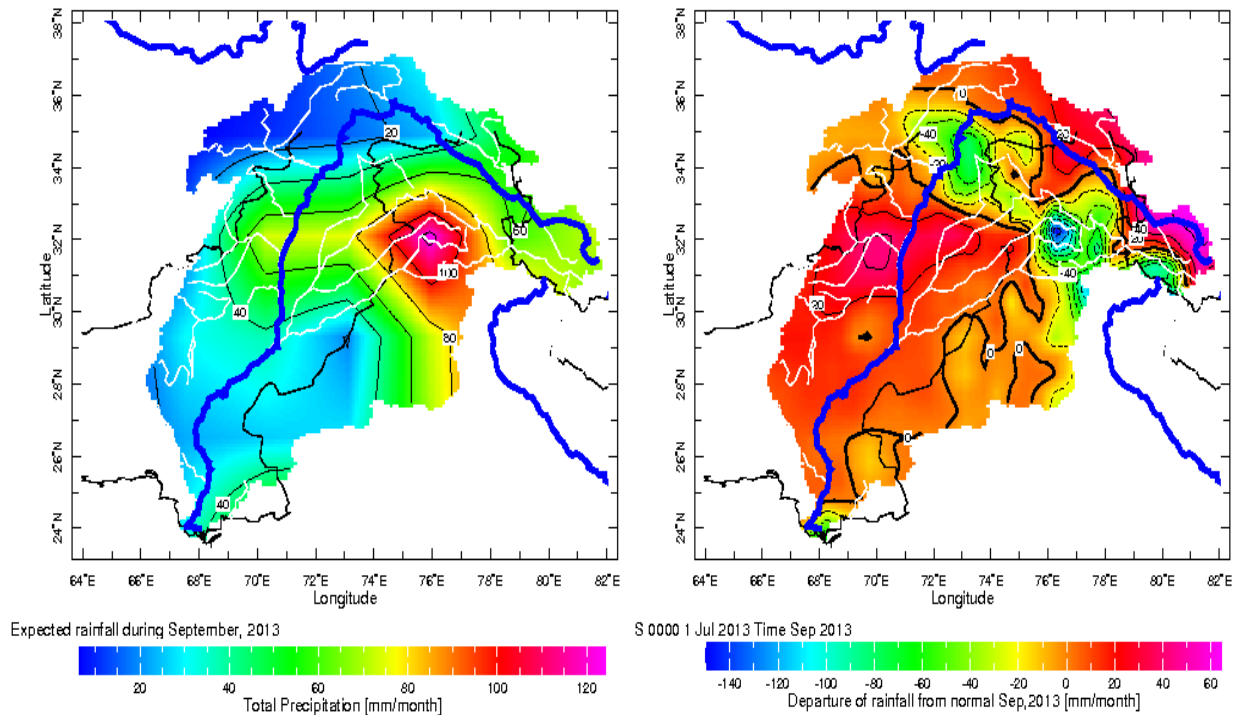 38°N
36°N
34°N
32°N
30°N
28°N
26°N
24°N
Latitude
20
60
100
40
80
40
64°E 66°E 68°E 70°E 72°E 74°E 76°E 78°E 80°E 82°E
Longitude
Expected rainfall during September, 2013
20 40 60 80 100 120
Total Precipitation [mm/month]
38°N
36°N
34°N
32°N
30°N
28°N
26°N
24°N
Latitude
0
-40
20
20
-40
20
0
0
0
64°E 66°E 68°E 70°E 72°E 74°E 76°E 78°E 80°E 82°E
Longitude
S 0000 1 Jul 2013 Time Sep 2013
-140 -120 -100 -80 -60 -40 -20 0 20 40 60
Departure of rainfall from normal Sep,2013 [mm/month]